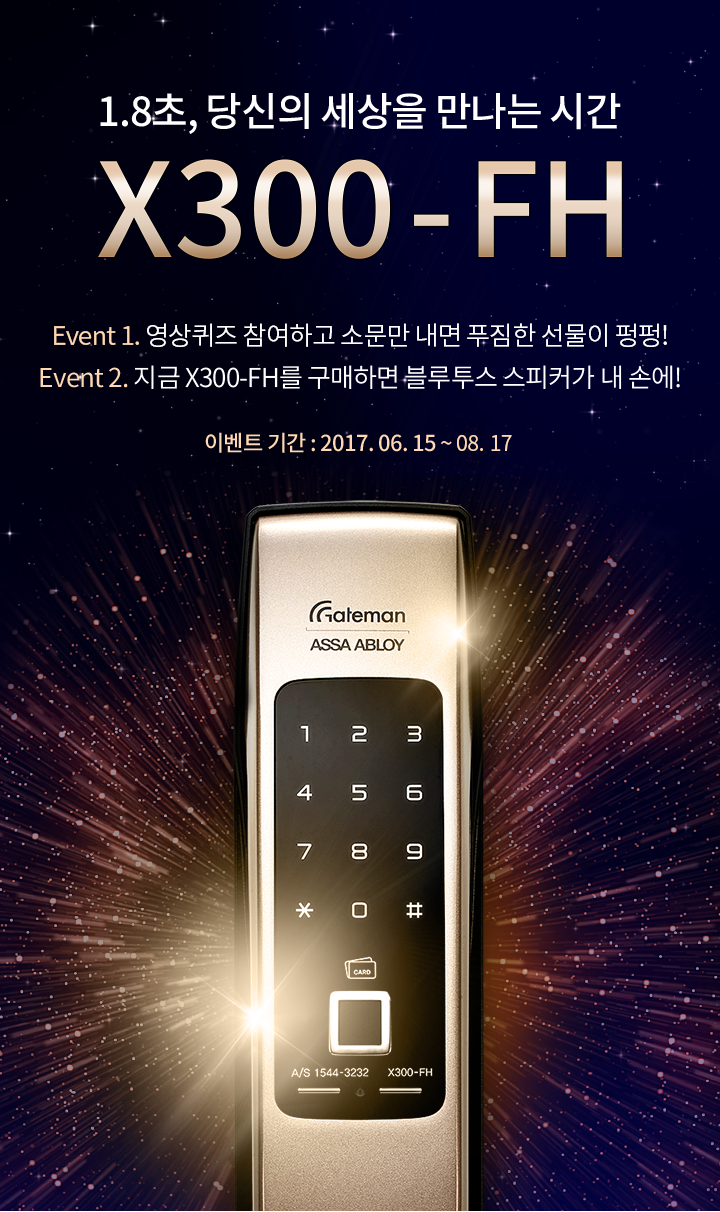 1.8초, 당신의 세상을 만나는 시간
X300-FH
Event 1. 영상퀴즈 참여하고 소문만 내면 푸짐한 선물이 펑펑!
Event 2. 지금 X300-FH를 구매하면 블루투스 스피커가 내 손에!
이벤트 기간 : 2017. 06. 15 ~ 08. 17
Gateman
ASSA ABLOY
1 2 3
4 5 6
7 8 9
* 0 #
CARD
A/S 1544-3232 X300-FH